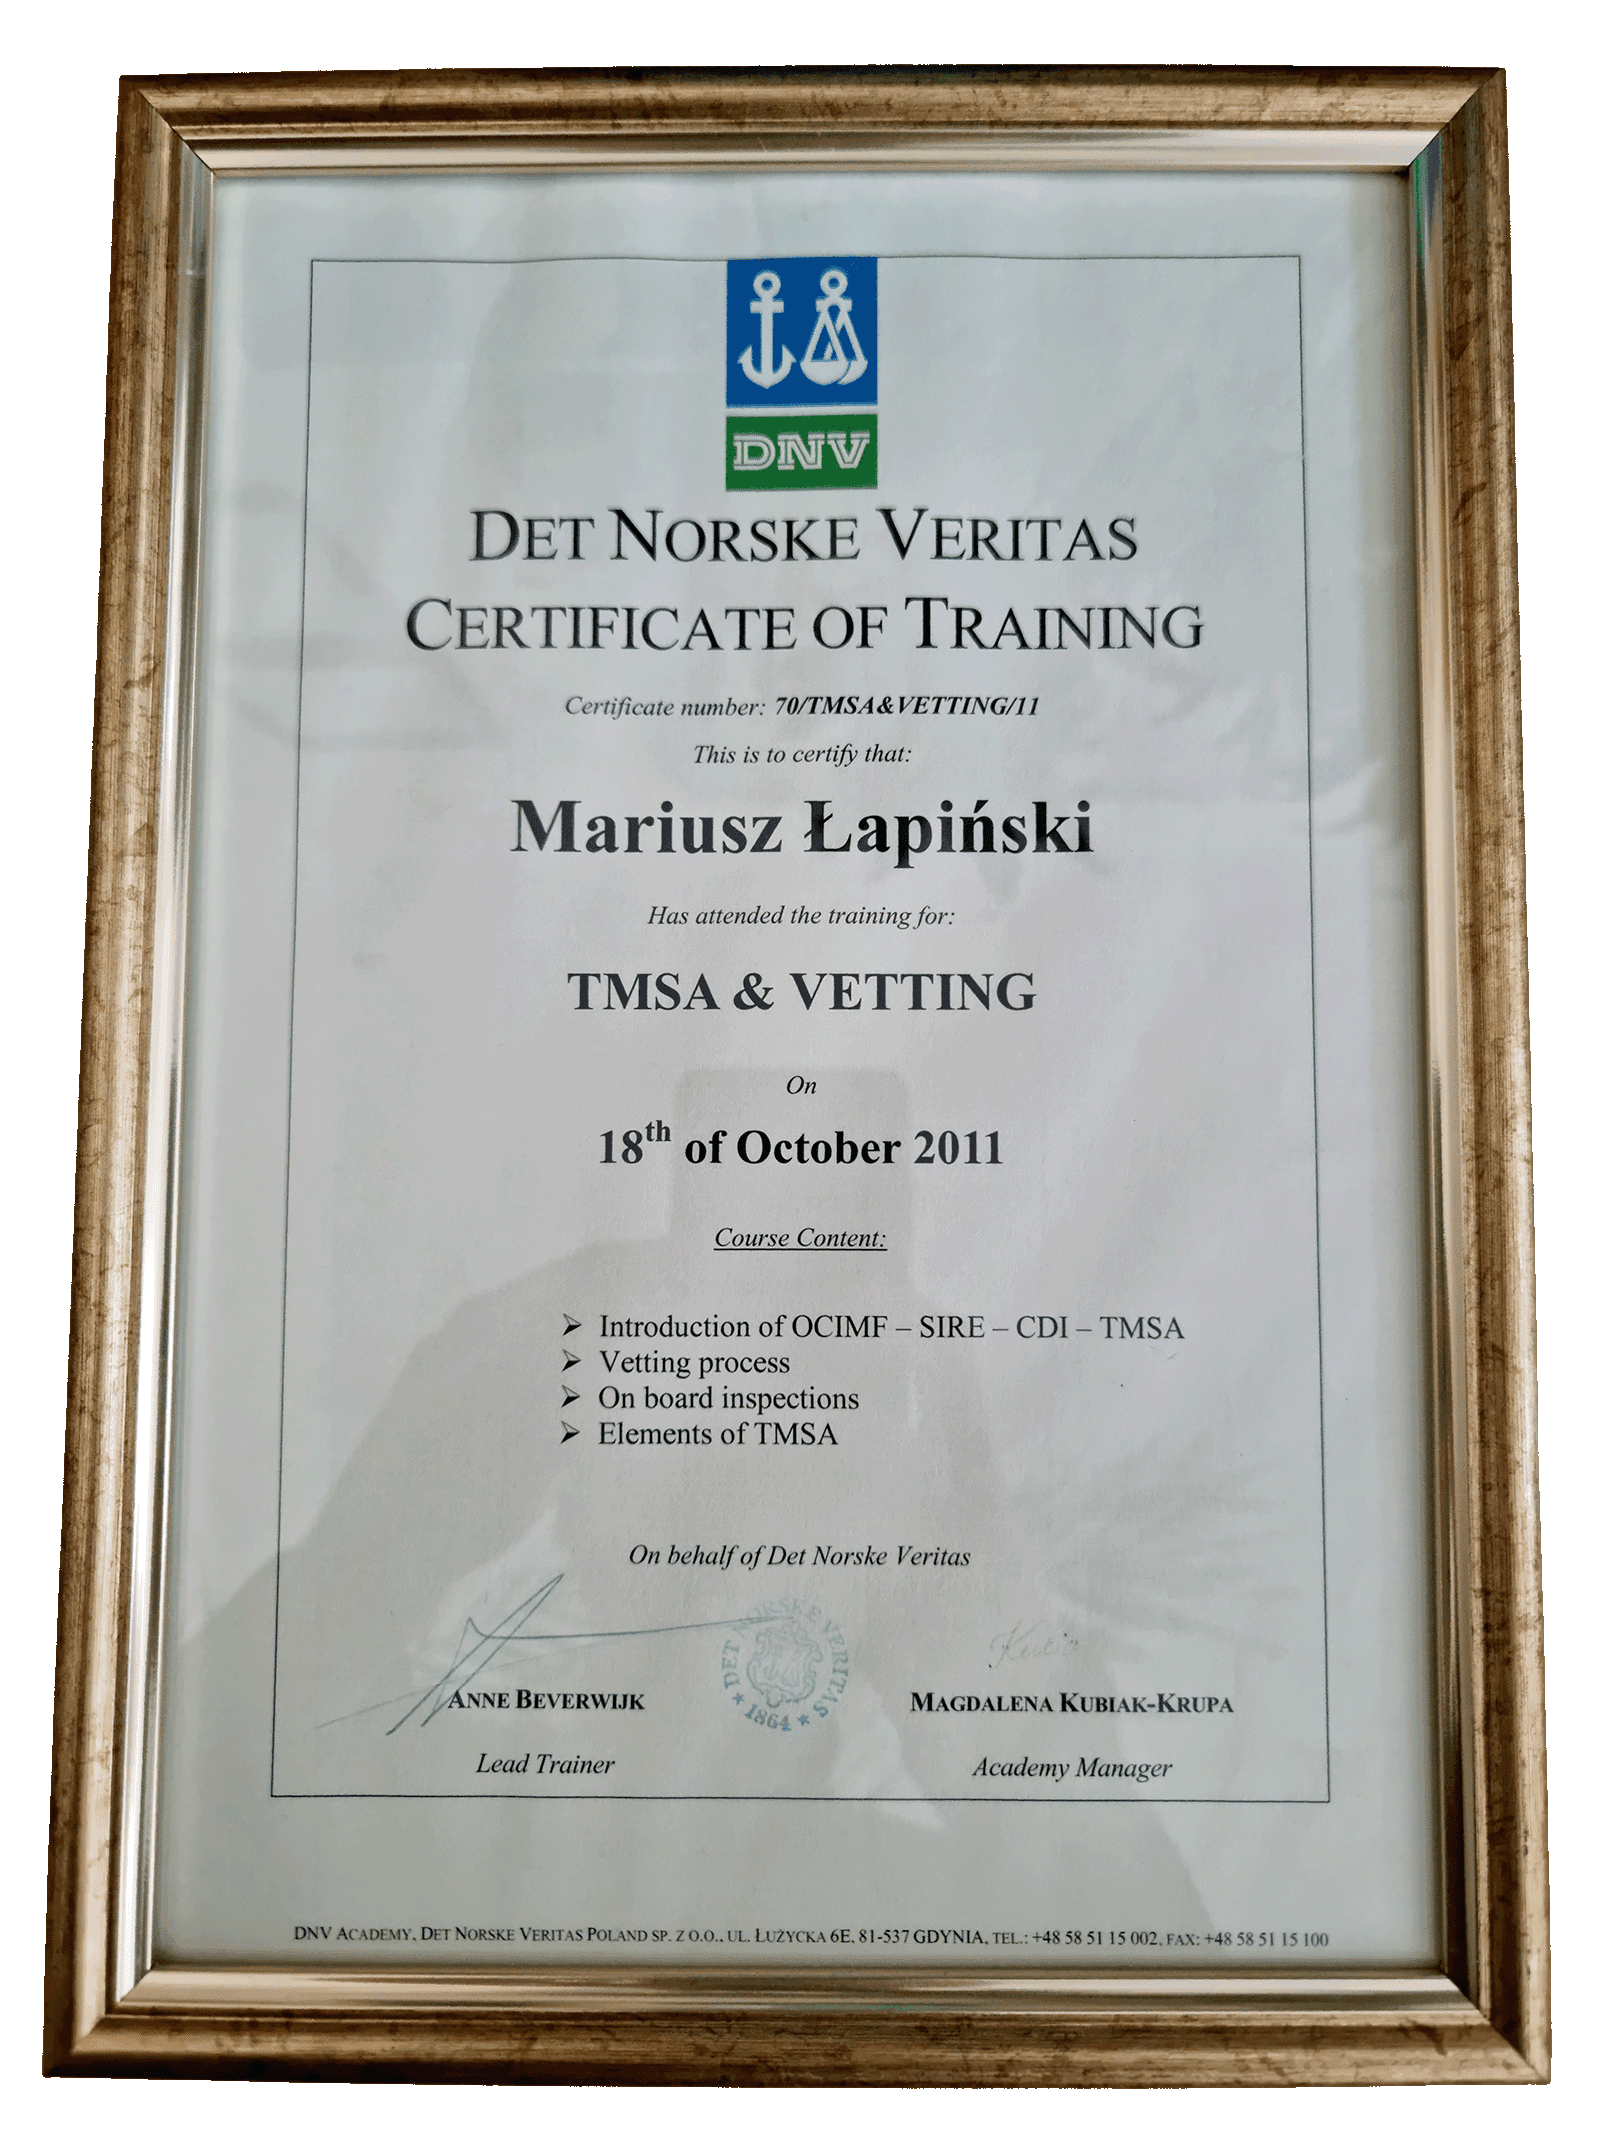 DNV
DET NORSKE VERITAS
CERTIFICATE OF TRAINING
Certificate number: 70/TMSA&VETTING/11
This is to certify that:
Mariusz Łapiński
Has attended the training for:
TMSA & VETTING
On
18th of October 2011
Course Content:
➢ Introduction of OCIMF – SIRE – CDI – TMSA
➢ Vetting process
➢ On board inspections
➢ Elements of TMSA
On behalf of Det Norske Veritas
DET NORSKE VERITAS
★ 1864 ★
ANNE BEVERWIJK
MAGDALENA KUBIAK-KRUPA
Lead Trainer
Academy Manager
DNV ACADEMY, DET NORSKE VERITAS POLAND SP. Z O.O., UL. ŁUŻYCKA 6E, 81-537 GDYNIA, TEL.: +48 58 51 15 002, FAX: +48 58 51 15 100